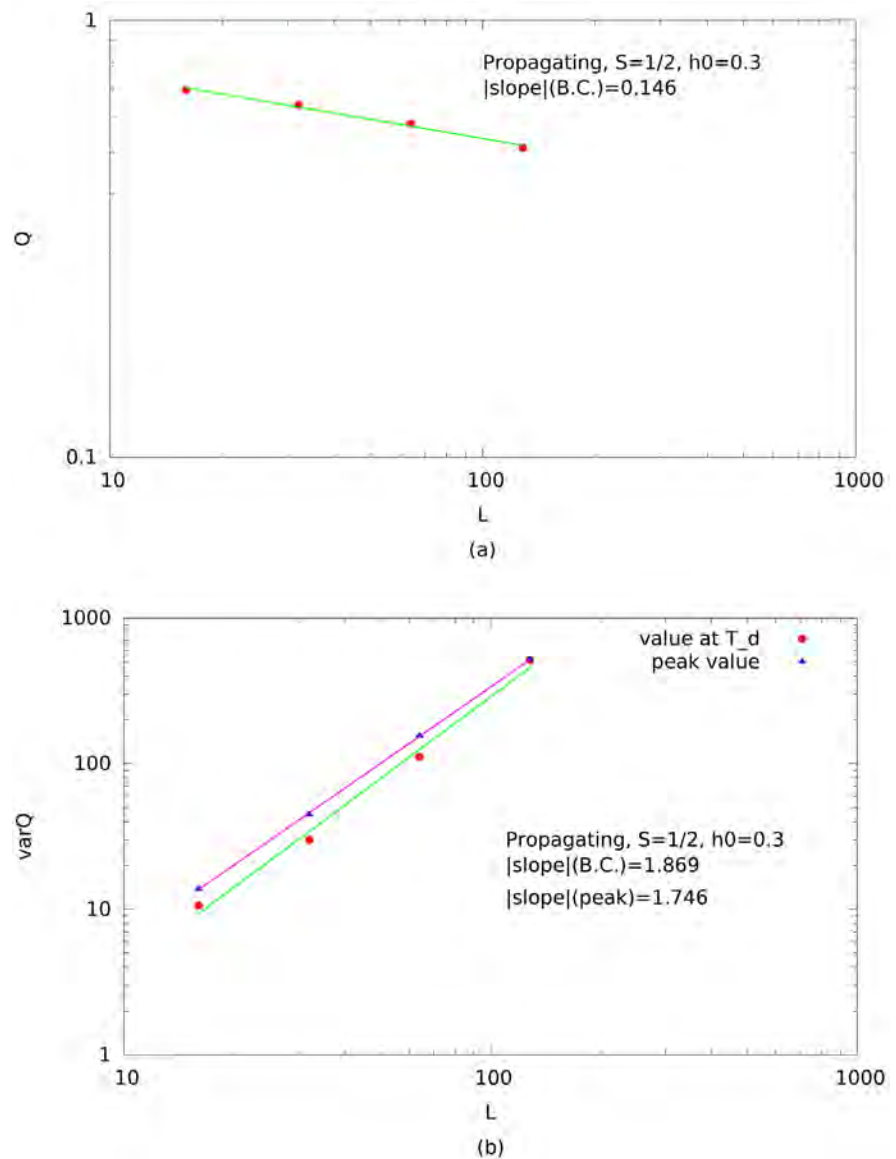 1
Propagating, S=1/2, h0=0.3
|slope|(B.C.)=0.146
Q
0.1
10 100 1000
L
(a)
1000
value at T_d
peak value
100
varQ
Propagating, S=1/2, h0=0.3
|slope|(B.C.)=1.869
|slope|(peak)=1.746
10
1
10 100 1000
L
(b)